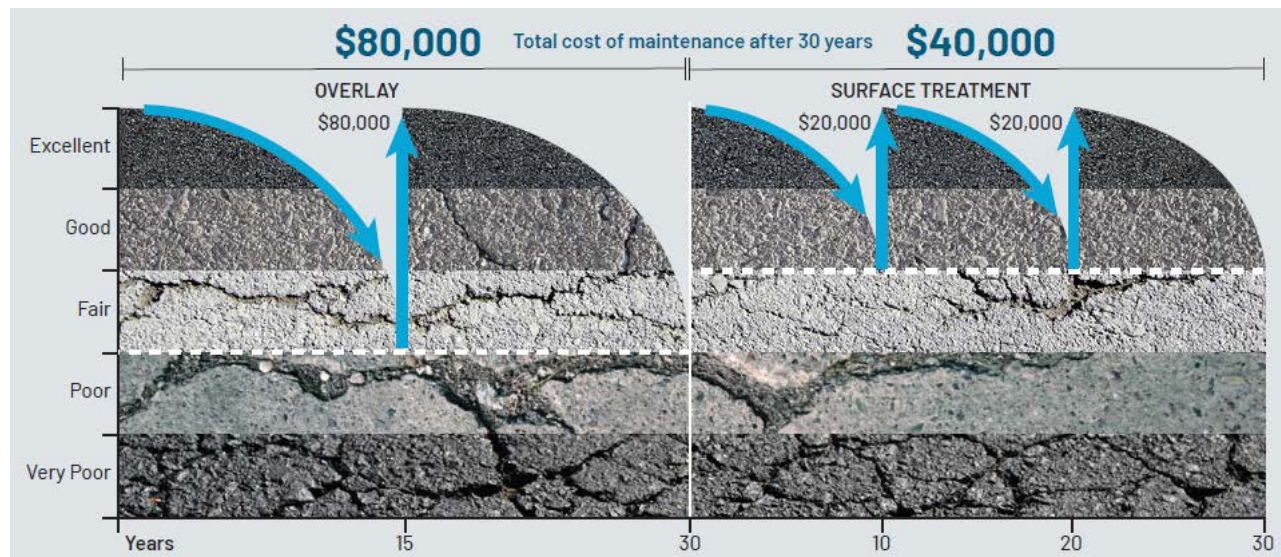 $80,000 Total cost of maintenance after 30 years $40,000
OVERLAY
$80,000
SURFACE TREATMENT
$20,000
$20,000
Excellent
Good
Fair
Poor
Very Poor
Years 15 30 10 20 30